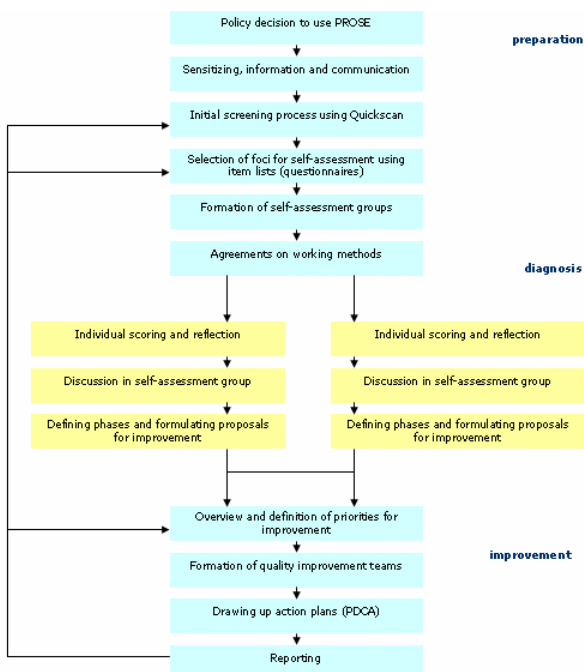 Policy decision to use PROSE
preparation
Sensitizing, information and communication
Initial screening process using Quickscan
Selection of foci for self-assessment using
item lists (questionnaires)
Formation of self-assessment groups
Agreements on working methods
diagnosis
Individual scoring and reflection
Individual scoring and reflection
Discussion in self-assessment group
Discussion in self-assessment group
Defining phases and formulating proposals
for improvement
Defining phases and formulating proposals
for improvement
Overview and definition of priorities for
improvement
improvement
Formation of quality improvement teams
Drawing up action plans (PDCA)
Reporting